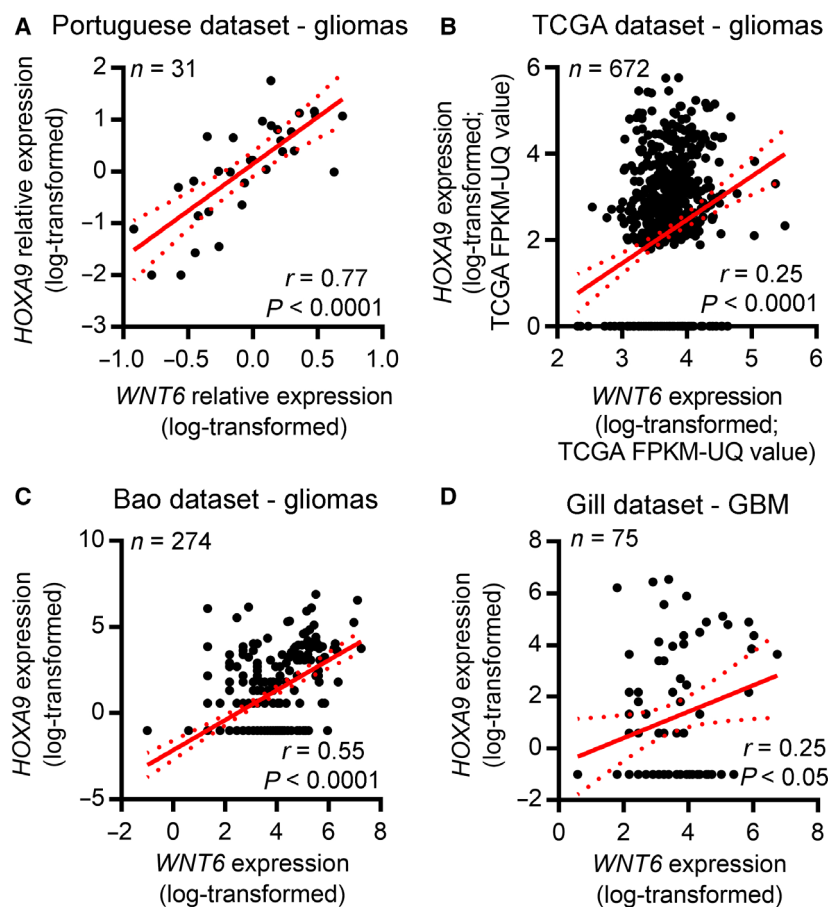 A Portuguese dataset - gliomas
n = 31
HOXA9 relative expression
(log-transformed)
2
1
0
−1
−2
−3
r = 0.77
P < 0.0001
−1.0 −0.5 0.0 0.5 1.0
WNT6 relative expression
(log-transformed)
B TCGA dataset - gliomas
n = 672
HOXA9 expression
(log-transformed;
TCGA FPKM-UQ value)
6
4
2
0
r = 0.25
P < 0.0001
2 3 4 5 6
WNT6 expression
(log-transformed;
TCGA FPKM-UQ value)
C Bao dataset - gliomas
n = 274
HOXA9 expression
(log-transformed)
10
5
0
−5
r = 0.55
P < 0.0001
−2 0 2 4 6 8
WNT6 expression
(log-transformed)
D Gill dataset - GBM
n = 75
HOXA9 expression
(log-transformed)
8
6
4
2
0
−2
r = 0.25
P < 0.05
0 2 4 6 8
WNT6 expression
(log-transformed)